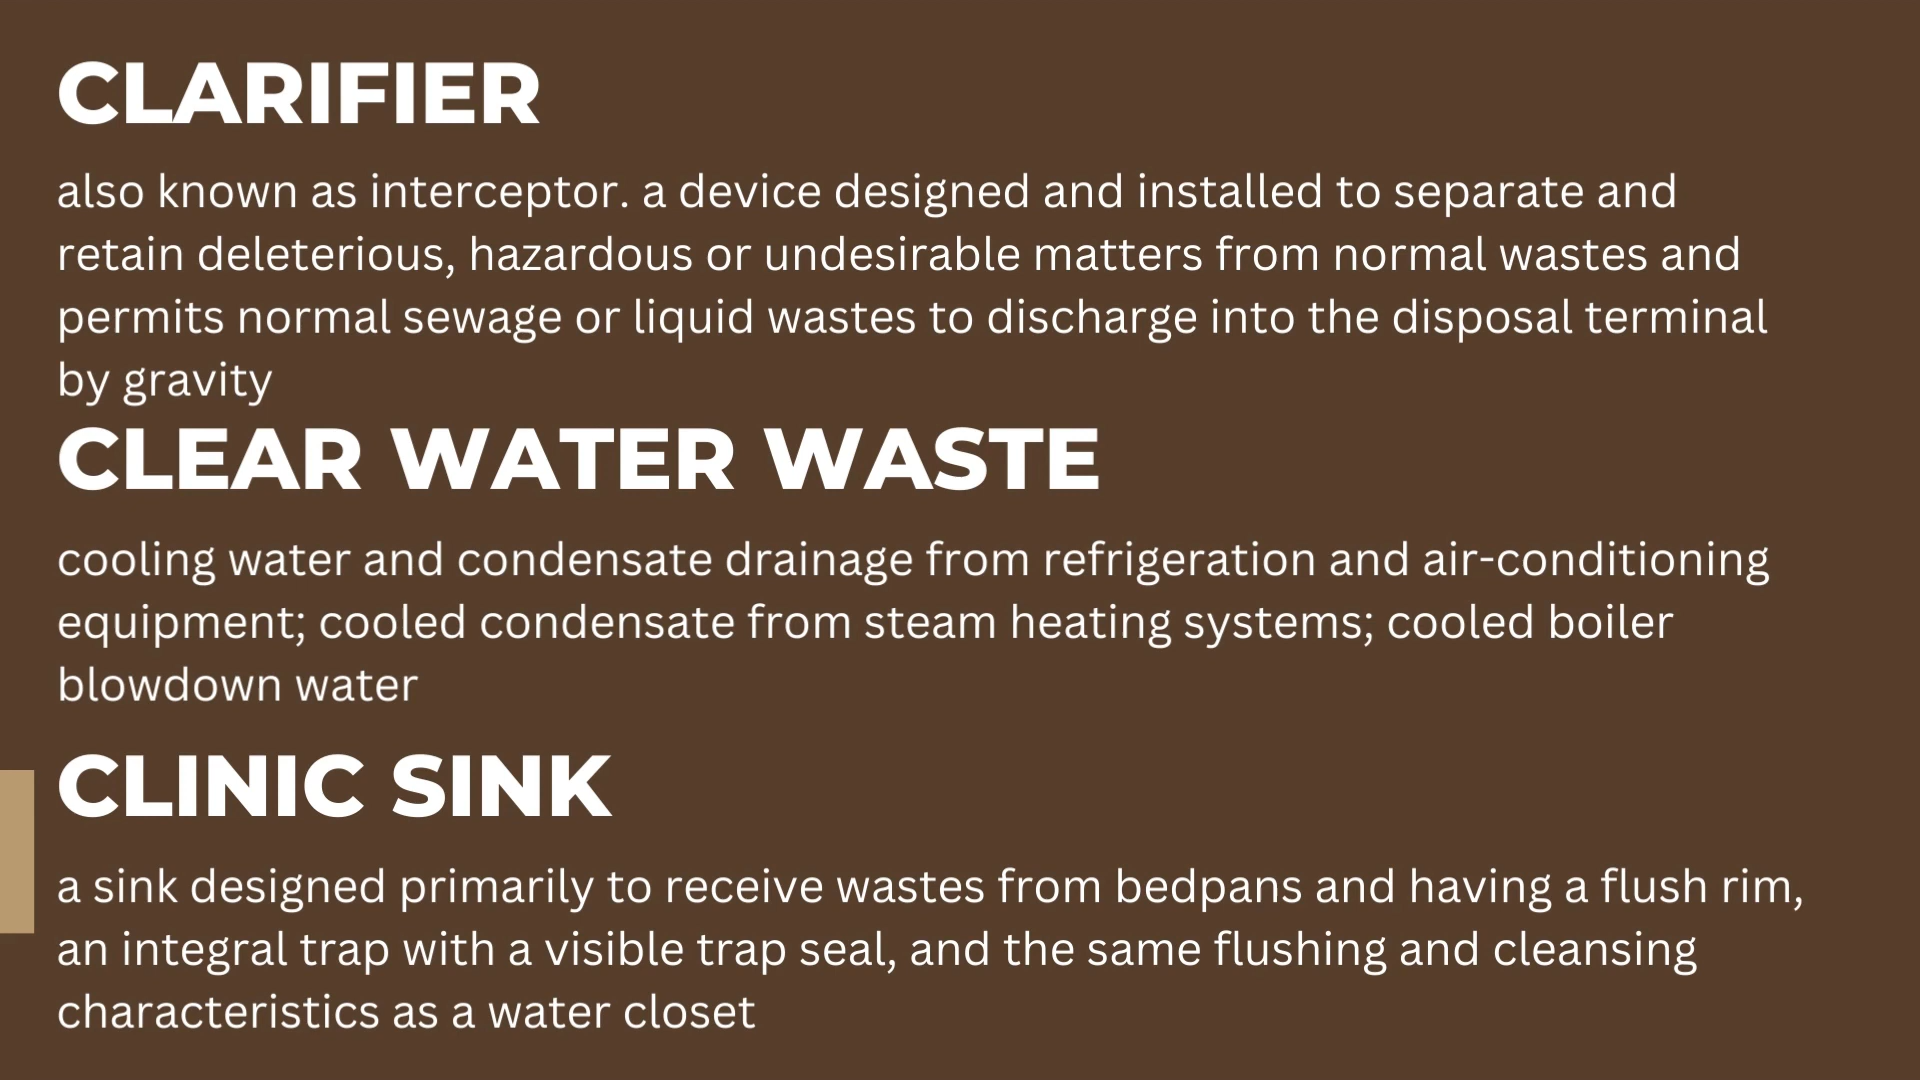 CLARIFIER
also known as interceptor. a device designed and installed to separate and
retain deleterious, hazardous or undesirable matters from normal wastes and
permits normal sewage or liquid wastes to discharge into the disposal terminal
by gravity
CLEAR WATER WASTE
cooling water and condensate drainage from refrigeration and air-conditioning
equipment; cooled condensate from steam heating systems; cooled boiler
blowdown water
CLINIC SINK
a sink designed primarily to receive wastes from bedpans and having a flush rim,
an integral trap with a visible trap seal, and the same flushing and cleansing
characteristics as a water closet